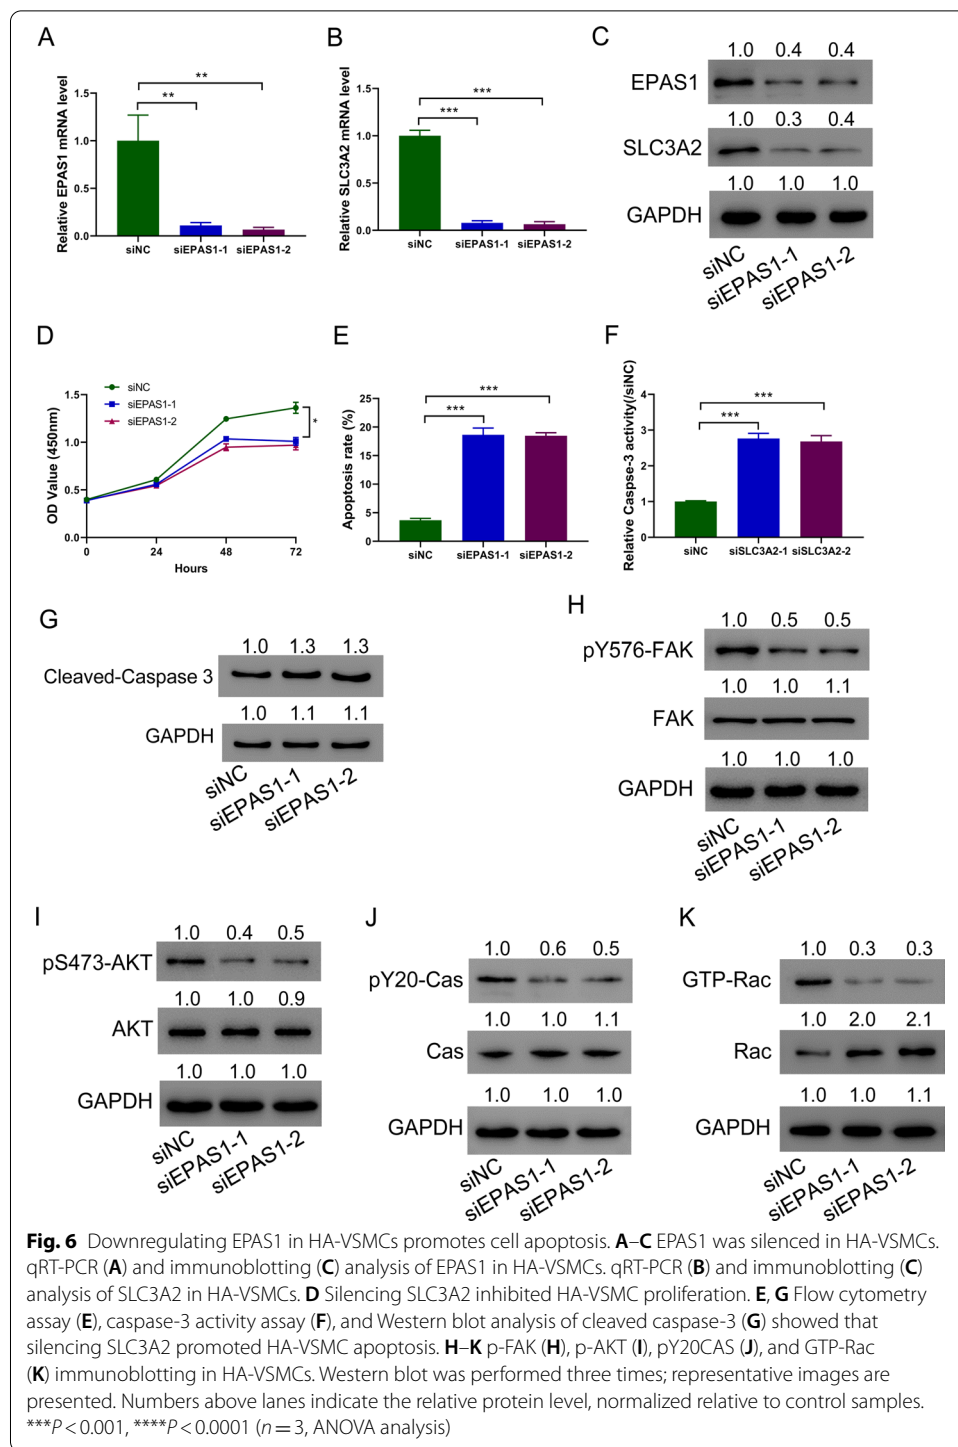 A
Relative EPAS1 mRNA level
1.5
1.0
0.5
0.0
**
**
siNC
siEPAS1-1
siEPAS1-2
B
Relative SLC3A2 mRNA level
1.5
1.0
0.5
0.0
***
***
siNC
siEPAS1-1
siEPAS1-2
C
1.0 0.4 0.4
EPAS1
1.0 0.3 0.4
SLC3A2
1.0 1.0 1.0
GAPDH
siNC
siEPAS1-1
siEPAS1-2
D
OD Value (450nm)
1.5
1.0
0.5
0.0
siNC
siEPAS1-1
siEPAS1-2
*
0 24 48 72
Hours
E
Apoptosis rate (%)
25
20
15
10
5
0
***
***
siNC
siEPAS1-1
siEPAS1-2
F
Relative Caspse-3 activity(/siNC)
4
3
2
1
0
***
***
siNC
siSLC3A2-1
siSLC3A2-2
G
1.0 1.3 1.3
Cleaved-Caspase 3
1.0 1.1 1.1
GAPDH
siNC
siEPAS1-1
siEPAS1-2
H
1.0 0.5 0.5
pY576-FAK
1.0 1.0 1.1
FAK
1.0 1.0 1.0
GAPDH
siNC
siEPAS1-1
siEPAS1-2
I
1.0 0.4 0.5
pS473-AKT
1.0 1.0 0.9
AKT
1.0 1.0 1.0
GAPDH
siNC
siEPAS1-1
siEPAS1-2
J
1.0 0.6 0.5
pY20-Cas
1.0 1.0 1.1
Cas
1.0 1.0 1.0
GAPDH
siNC
siEPAS1-1
siEPAS1-2
K
1.0 0.3 0.3
GTP-Rac
1.0 2.0 2.1
Rac
1.0 1.0 1.1
GAPDH
siNC
siEPAS1-1
siEPAS1-2
Fig. 6 Downregulating EPAS1 in HA-VSMCs promotes cell apoptosis. A–C EPAS1 was silenced in HA-VSMCs.
qRT-PCR (A) and immunoblotting (C) analysis of EPAS1 in HA-VSMCs. qRT-PCR (B) and immunoblotting (C)
analysis of SLC3A2 in HA-VSMCs. D Silencing SLC3A2 inhibited HA-VSMC proliferation. E, G Flow cytometry
assay (E), caspase-3 activity assay (F), and Western blot analysis of cleaved caspase-3 (G) showed that
silencing SLC3A2 promoted HA-VSMC apoptosis. H–K p-FAK (H), p-AKT (I), pY20CAS (J), and GTP-Rac
(K) immunoblotting in HA-VSMCs. Western blot was performed three times; representative images are
presented. Numbers above lanes indicate the relative protein level, normalized relative to control samples.
***P < 0.001, ****P < 0.0001 (n = 3, ANOVA analysis)